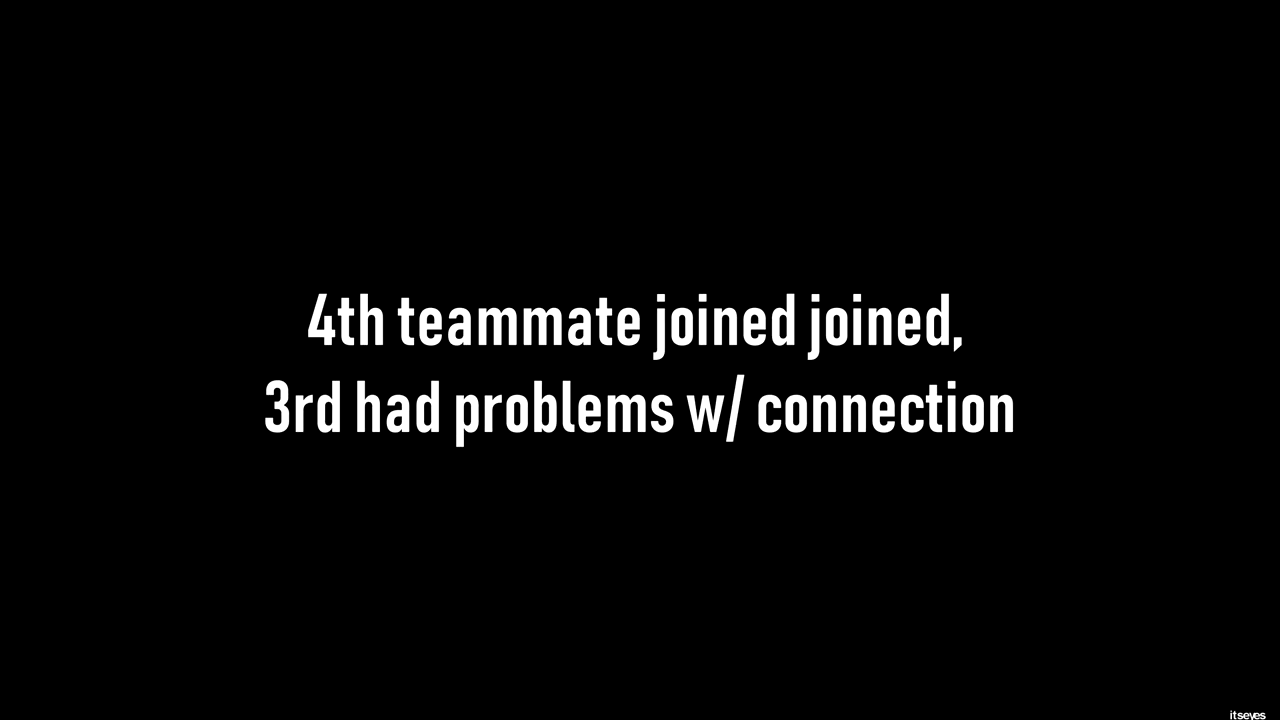 4th teammate joined joined,
3rd had problems w/ connection
itseyes